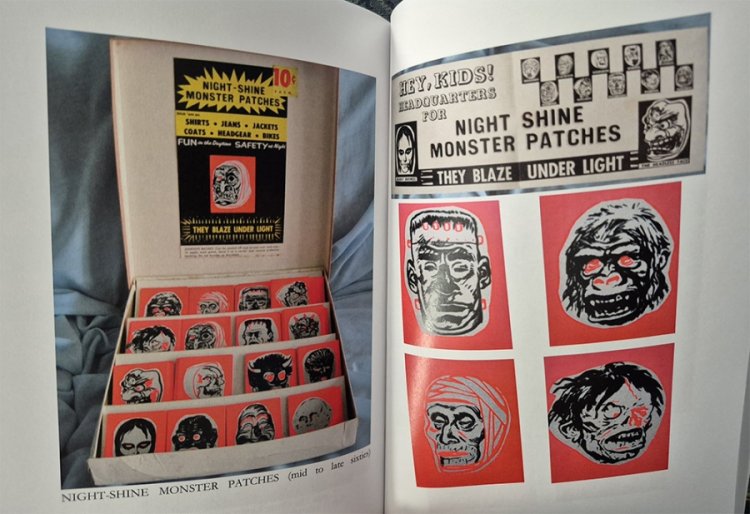 10¢
NIGHT-SHINE
MONSTER PATCHES
SHIRTS • JEANS • JACKETS
COATS • HEADGEAR • BIKES
FUN in the Daytime SAFETY at Night
THEY BLAZE UNDER LIGHT
NIGHT-SHINE MONSTER PATCHES (mid to late sixties)
HEY, KIDS!
HEADQUARTERS
FOR
NIGHT SHINE
MONSTER PATCHES
THEY BLAZE UNDER LIGHT